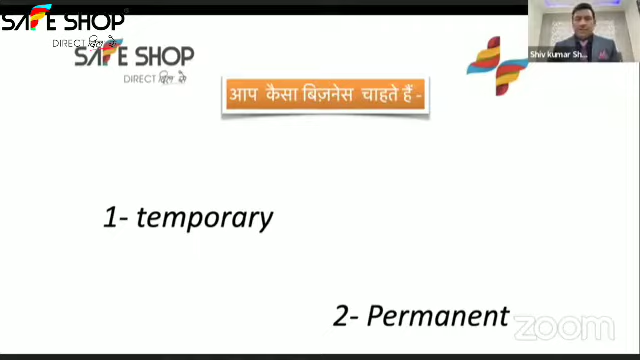 SAFE SHOP
DIRECT दिल से
SAFE SHOP
DIRECT दिल से
Shiv kumar Sh...
आप कैसा बिज़नेस चाहते हैं -
1- temporary
2- Permanent
zoom